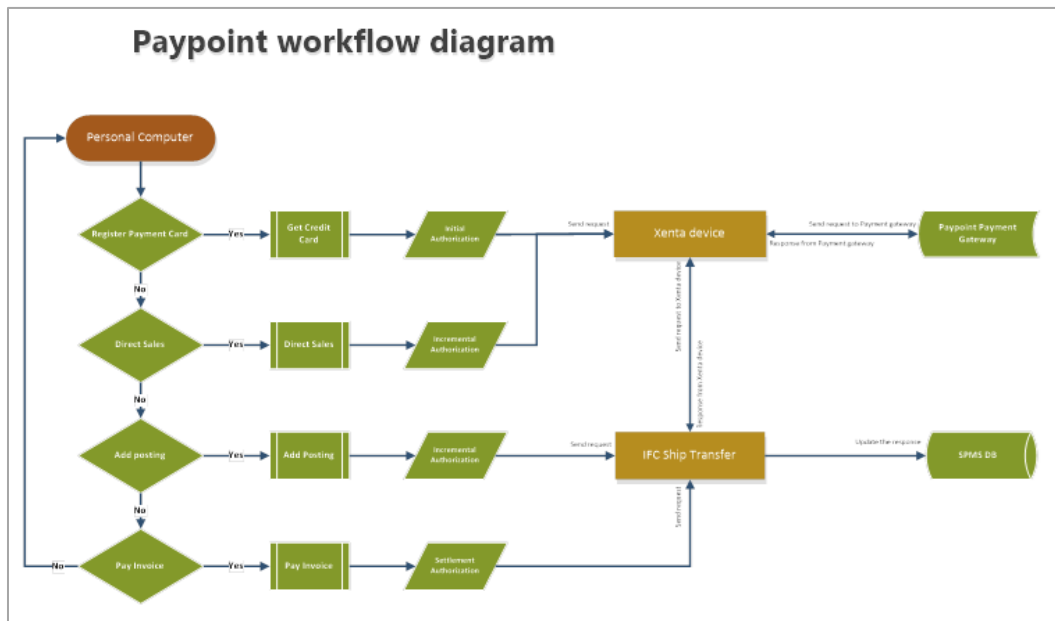 Paypoint workflow diagram
Personal Computer
Register Payment Card
Yes
Get Credit
Card
Initial
Authorization
Send request
Xenta device
Send request to Payment gateway
Response from Payment gateway
Paypoint Payment
Gateway
No
Send request to Xenta device
Response from Xenta device
Direct Sales
Yes
Direct Sales
Incremental
Authorization
No
Add posting
Yes
Add Posting
Incremental
Authorization
Send request
IFC Ship Transfer
Update the response
SPMS DB
No
Send request
No
Pay Invoice
Yes
Pay Invoice
Settlement
Authorization